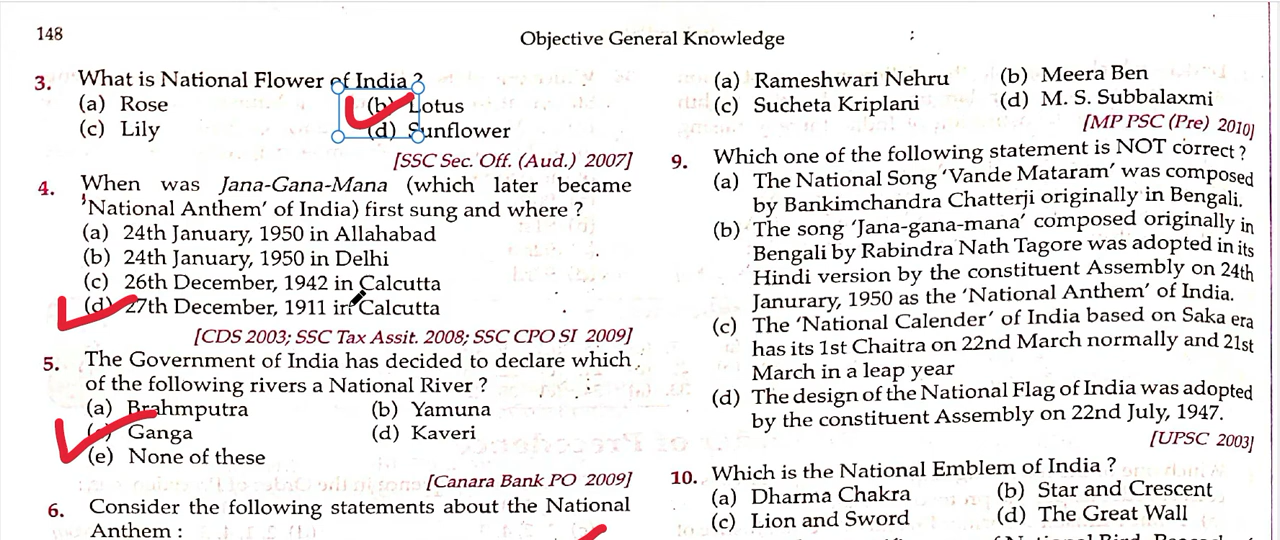 148
Objective General Knowledge
3. What is National Flower of India ?
(a) Rose (b) Lotus
(c) Lily (d) Sunflower
[SSC Sec. Off. (Aud.) 2007]
4. When was Jana-Gana-Mana (which later became
'National Anthem' of India) first sung and where ?
(a) 24th January, 1950 in Allahabad
(b) 24th January, 1950 in Delhi
(c) 26th December, 1942 in Calcutta
(d) 27th December, 1911 in Calcutta
[CDS 2003; SSC Tax Assit. 2008; SSC CPO SI 2009]
5. The Government of India has decided to declare which
of the following rivers a National River ?
(a) Brahmputra (b) Yamuna
Ganga (d) Kaveri
(e) None of these
[Canara Bank PO 2009]
6. Consider the following statements about the National
Anthem :
(a) Rameshwari Nehru (b) Meera Ben
(c) Sucheta Kriplani (d) M. S. Subbalaxmi
[MP PSC (Pre) 2010]
9. Which one of the following statement is NOT correct ?
(a) The National Song 'Vande Mataram' was composed
by Bankimchandra Chatterji originally in Bengali.
(b) The song 'Jana-gana-mana' composed originally in
Bengali by Rabindra Nath Tagore was adopted in its
Hindi version by the constituent Assembly on 24th
Janurary, 1950 as the 'National Anthem' of India.
(c) The 'National Calender' of India based on Saka era
has its 1st Chaitra on 22nd March normally and 21st
March in a leap year
(d) The design of the National Flag of India was adopted
by the constituent Assembly on 22nd July, 1947.
[UPSC 2003]
10. Which is the National Emblem of India ?
(a) Dharma Chakra (b) Star and Crescent
(c) Lion and Sword (d) The Great Wall